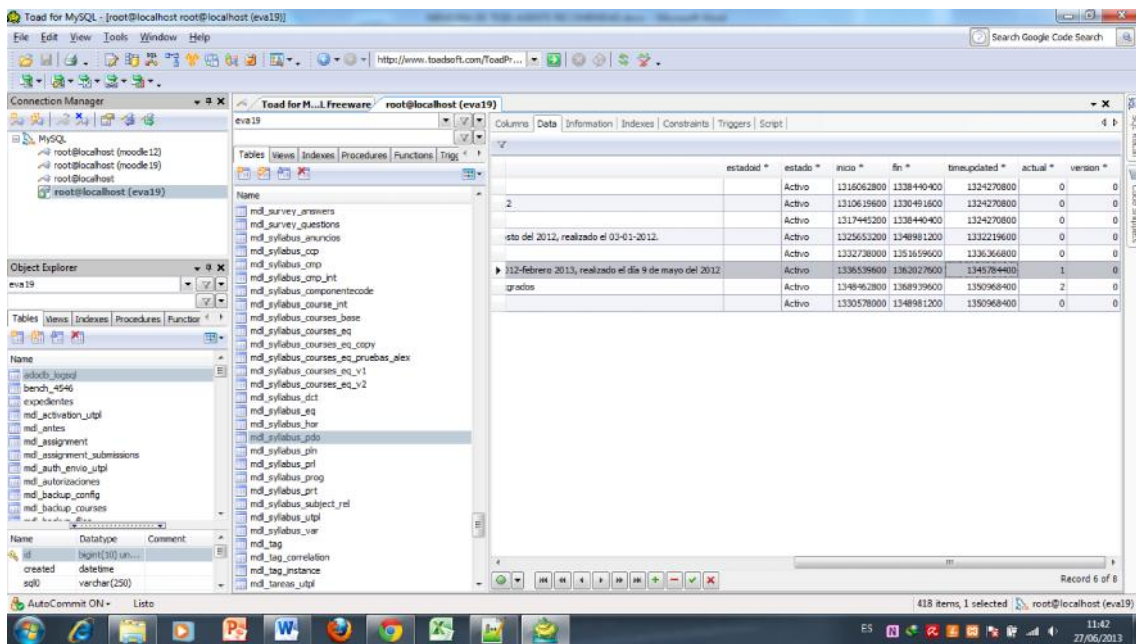 Toad for MySQL - [root@localhost root@localhost (eva19)]
File Edit View Tools Window Help
Search Google Code Search
http://www.toadsoft.com/ToadPr...
Connection Manager
MySQL
root@localhost (moodle12)
root@localhost (moodle19)
root@localhost
root@localhost (eva19)
Object Explorer
eva19
Tables Views Indexes Procedures Function
Name
adodb_logsql
bench_4546
expedientes
mdl_activation_utpl
mdl_antes
mdl_assignment
mdl_assignment_submissions
mdl_auth_envio_utpl
mdl_autorizaciones
mdl_backup_config
mdl_backup_courses
Name Datatype Comment
id bigint(10) un...
created datetime
sql0 varchar(250)
Toad for M...L Freeware root@localhost (eva19)
eva19
Tables Views Indexes Procedures Functions Trigg
Name
mdl_survey_answers
mdl_survey_questions
mdl_syllabus_anuncios
mdl_syllabus_ccp
mdl_syllabus_cmp
mdl_syllabus_cmp_int
mdl_syllabus_componentecode
mdl_syllabus_course_int
mdl_syllabus_courses_base
mdl_syllabus_courses_eq
mdl_syllabus_courses_eq_copy
mdl_syllabus_courses_eq_pruebas_alex
mdl_syllabus_courses_eq_v1
mdl_syllabus_courses_eq_v2
mdl_syllabus_dct
mdl_syllabus_eq
mdl_syllabus_hor
mdl_syllabus_pdo
mdl_syllabus_pln
mdl_syllabus_prl
mdl_syllabus_prog
mdl_syllabus_prt
mdl_syllabus_subject_rel
mdl_syllabus_utpl
mdl_syllabus_var
mdl_tag
mdl_tag_correlation
mdl_tag_instance
mdl_tareas_utpl
Columns Data Information Indexes Constraints Triggers Script
estadoid * estado * inicio * fin * timeupdated * actual * version *
Activo 1316062800 1338440400 1324270800 0 0
2 Activo 1310619600 1330491600 1324270800 0 0
Activo 1317445200 1338440400 1324270800 0 0
sto del 2012, realizado el 03-01-2012. Activo 1325653200 1348981200 1332219600 0 0
Activo 1332738000 1351659600 1336366800 0 0
012-febrero 2013, realizado el día 9 de mayo del 2012 Activo 1336539600 1362027600 1345784400 1 0
grados Activo 1348462800 1368939600 1350968400 2 0
Activo 1330578000 1348981200 1350968400 0 0
Record 6 of 8
AutoCommit ON Listo
418 items, 1 selected root@localhost (eva19)
ES 11:42
27/06/2013